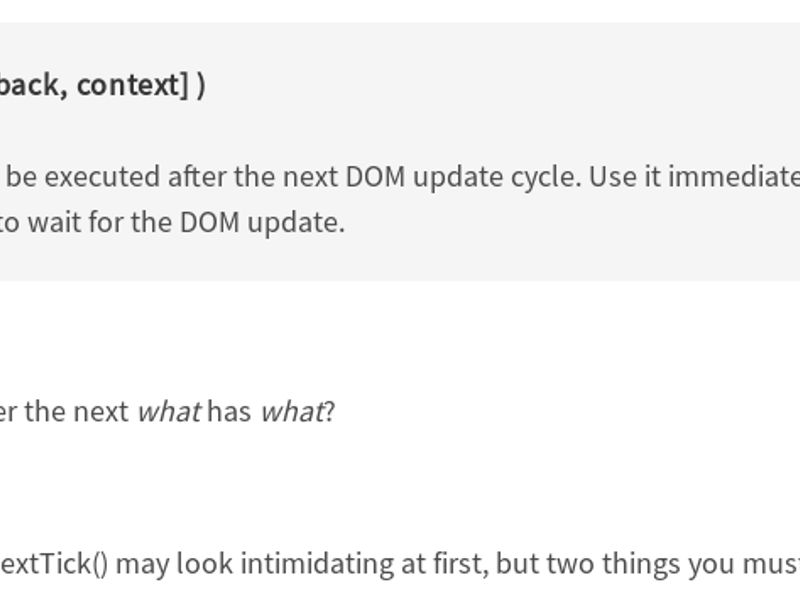 back, context] )
be executed after the next DOM update cycle. Use it immediate
to wait for the DOM update.
er the next what has what?
extTick() may look intimidating at first, but two things you must